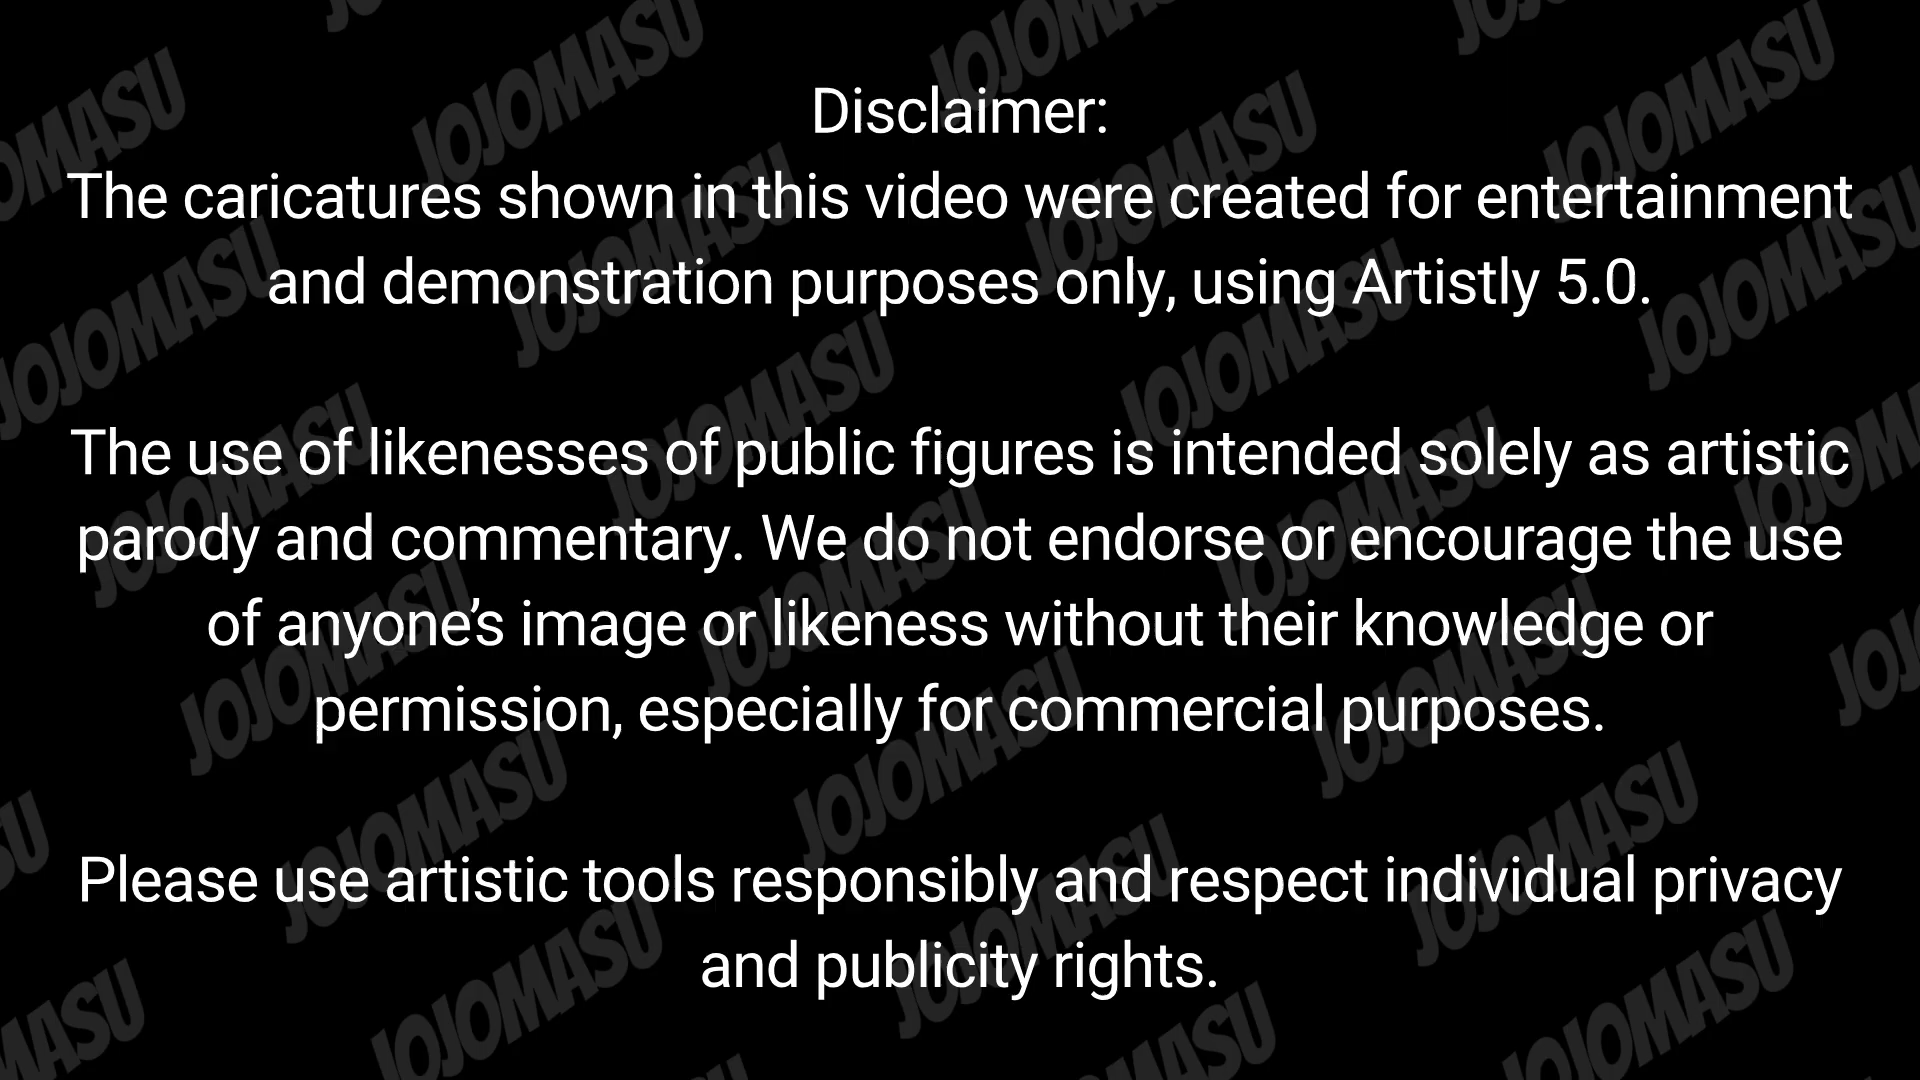 Disclaimer:
The caricatures shown in this video were created for entertainment
and demonstration purposes only, using Artistly 5.0.
The use of likenesses of public figures is intended solely as artistic
parody and commentary. We do not endorse or encourage the use
of anyone’s image or likeness without their knowledge or
permission, especially for commercial purposes.
Please use artistic tools responsibly and respect individual privacy
and publicity rights.
JOJOMASU